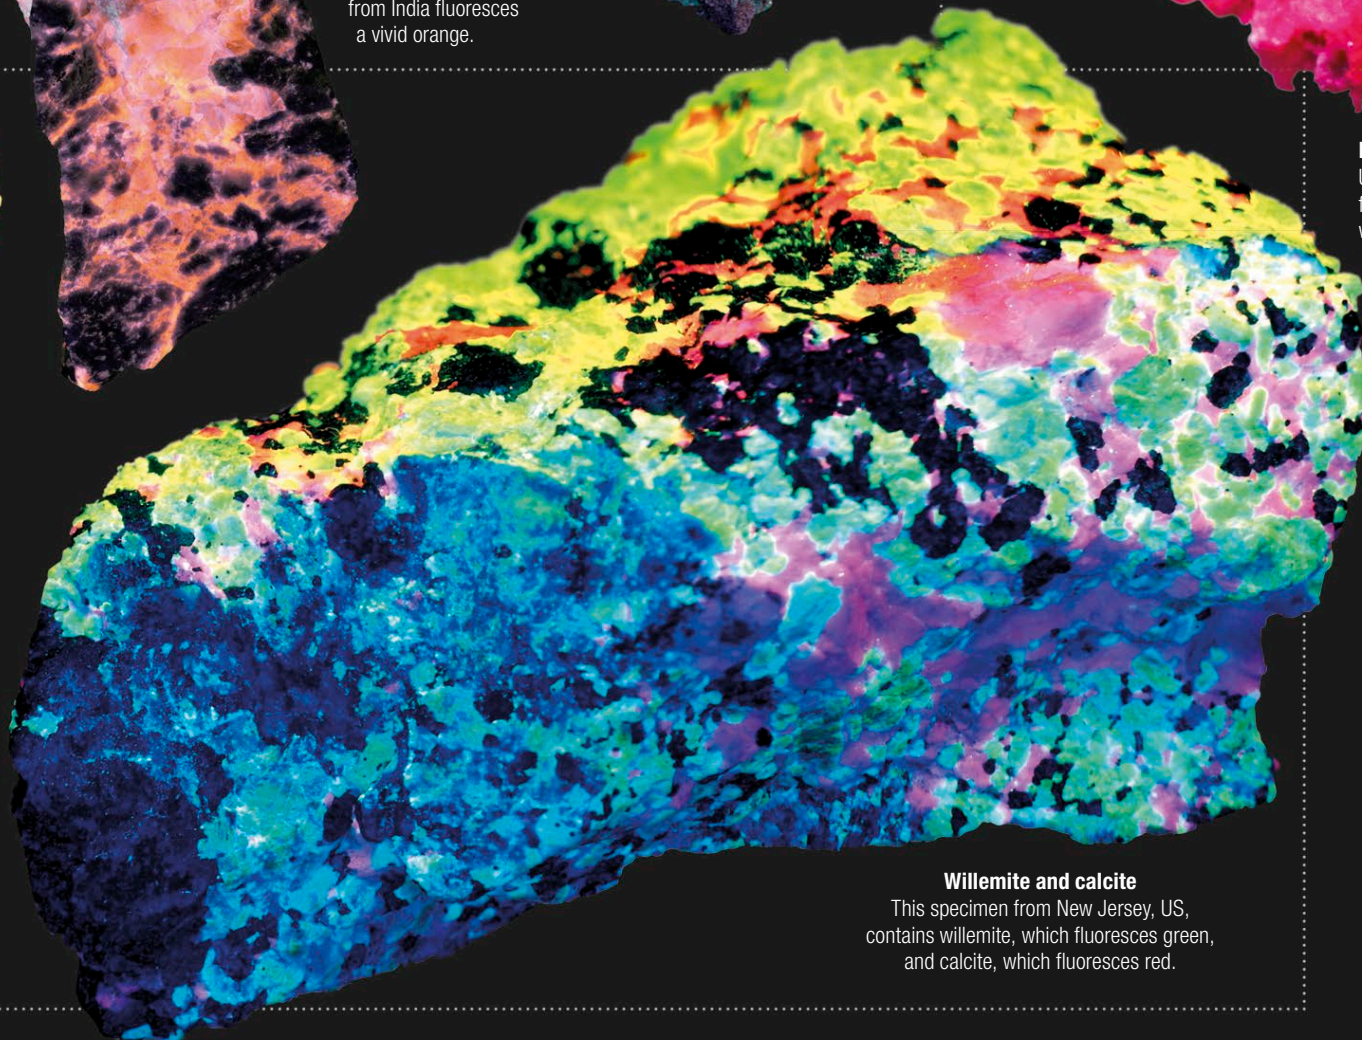 from India fluoresces
a vivid orange.
Willemite and calcite
This specimen from New Jersey, US,
contains willemite, which fluoresces green,
and calcite, which fluoresces red.